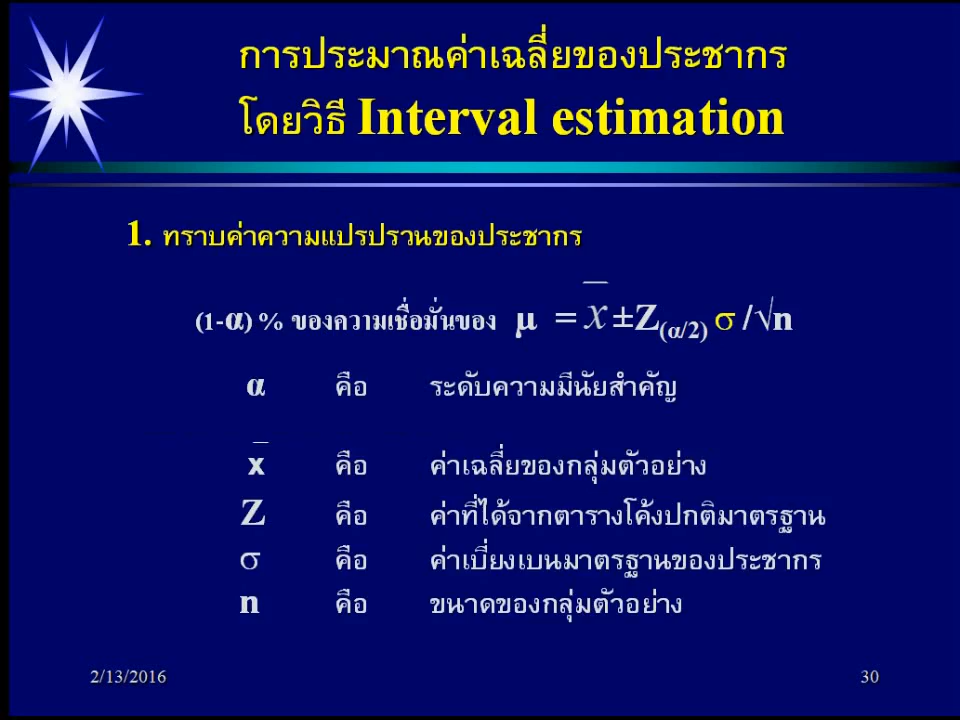 การประมาณค่าเฉลี่ยของประชากร
โดยวิธี Interval estimation
1. ทราบค่าความแปรปรวนของประชากร
(1-α) % ของความเชื่อมั่นของ μ = x̅ ±Z(α/2) σ /√n
α คือ ระดับความมีนัยสำคัญ
x̅ คือ ค่าเฉลี่ยของกลุ่มตัวอย่าง
Z คือ ค่าที่ได้จากตารางโค้งปกติมาตรฐาน
σ คือ ค่าเบี่ยงเบนมาตรฐานของประชากร
n คือ ขนาดของกลุ่มตัวอย่าง
2/13/2016 30